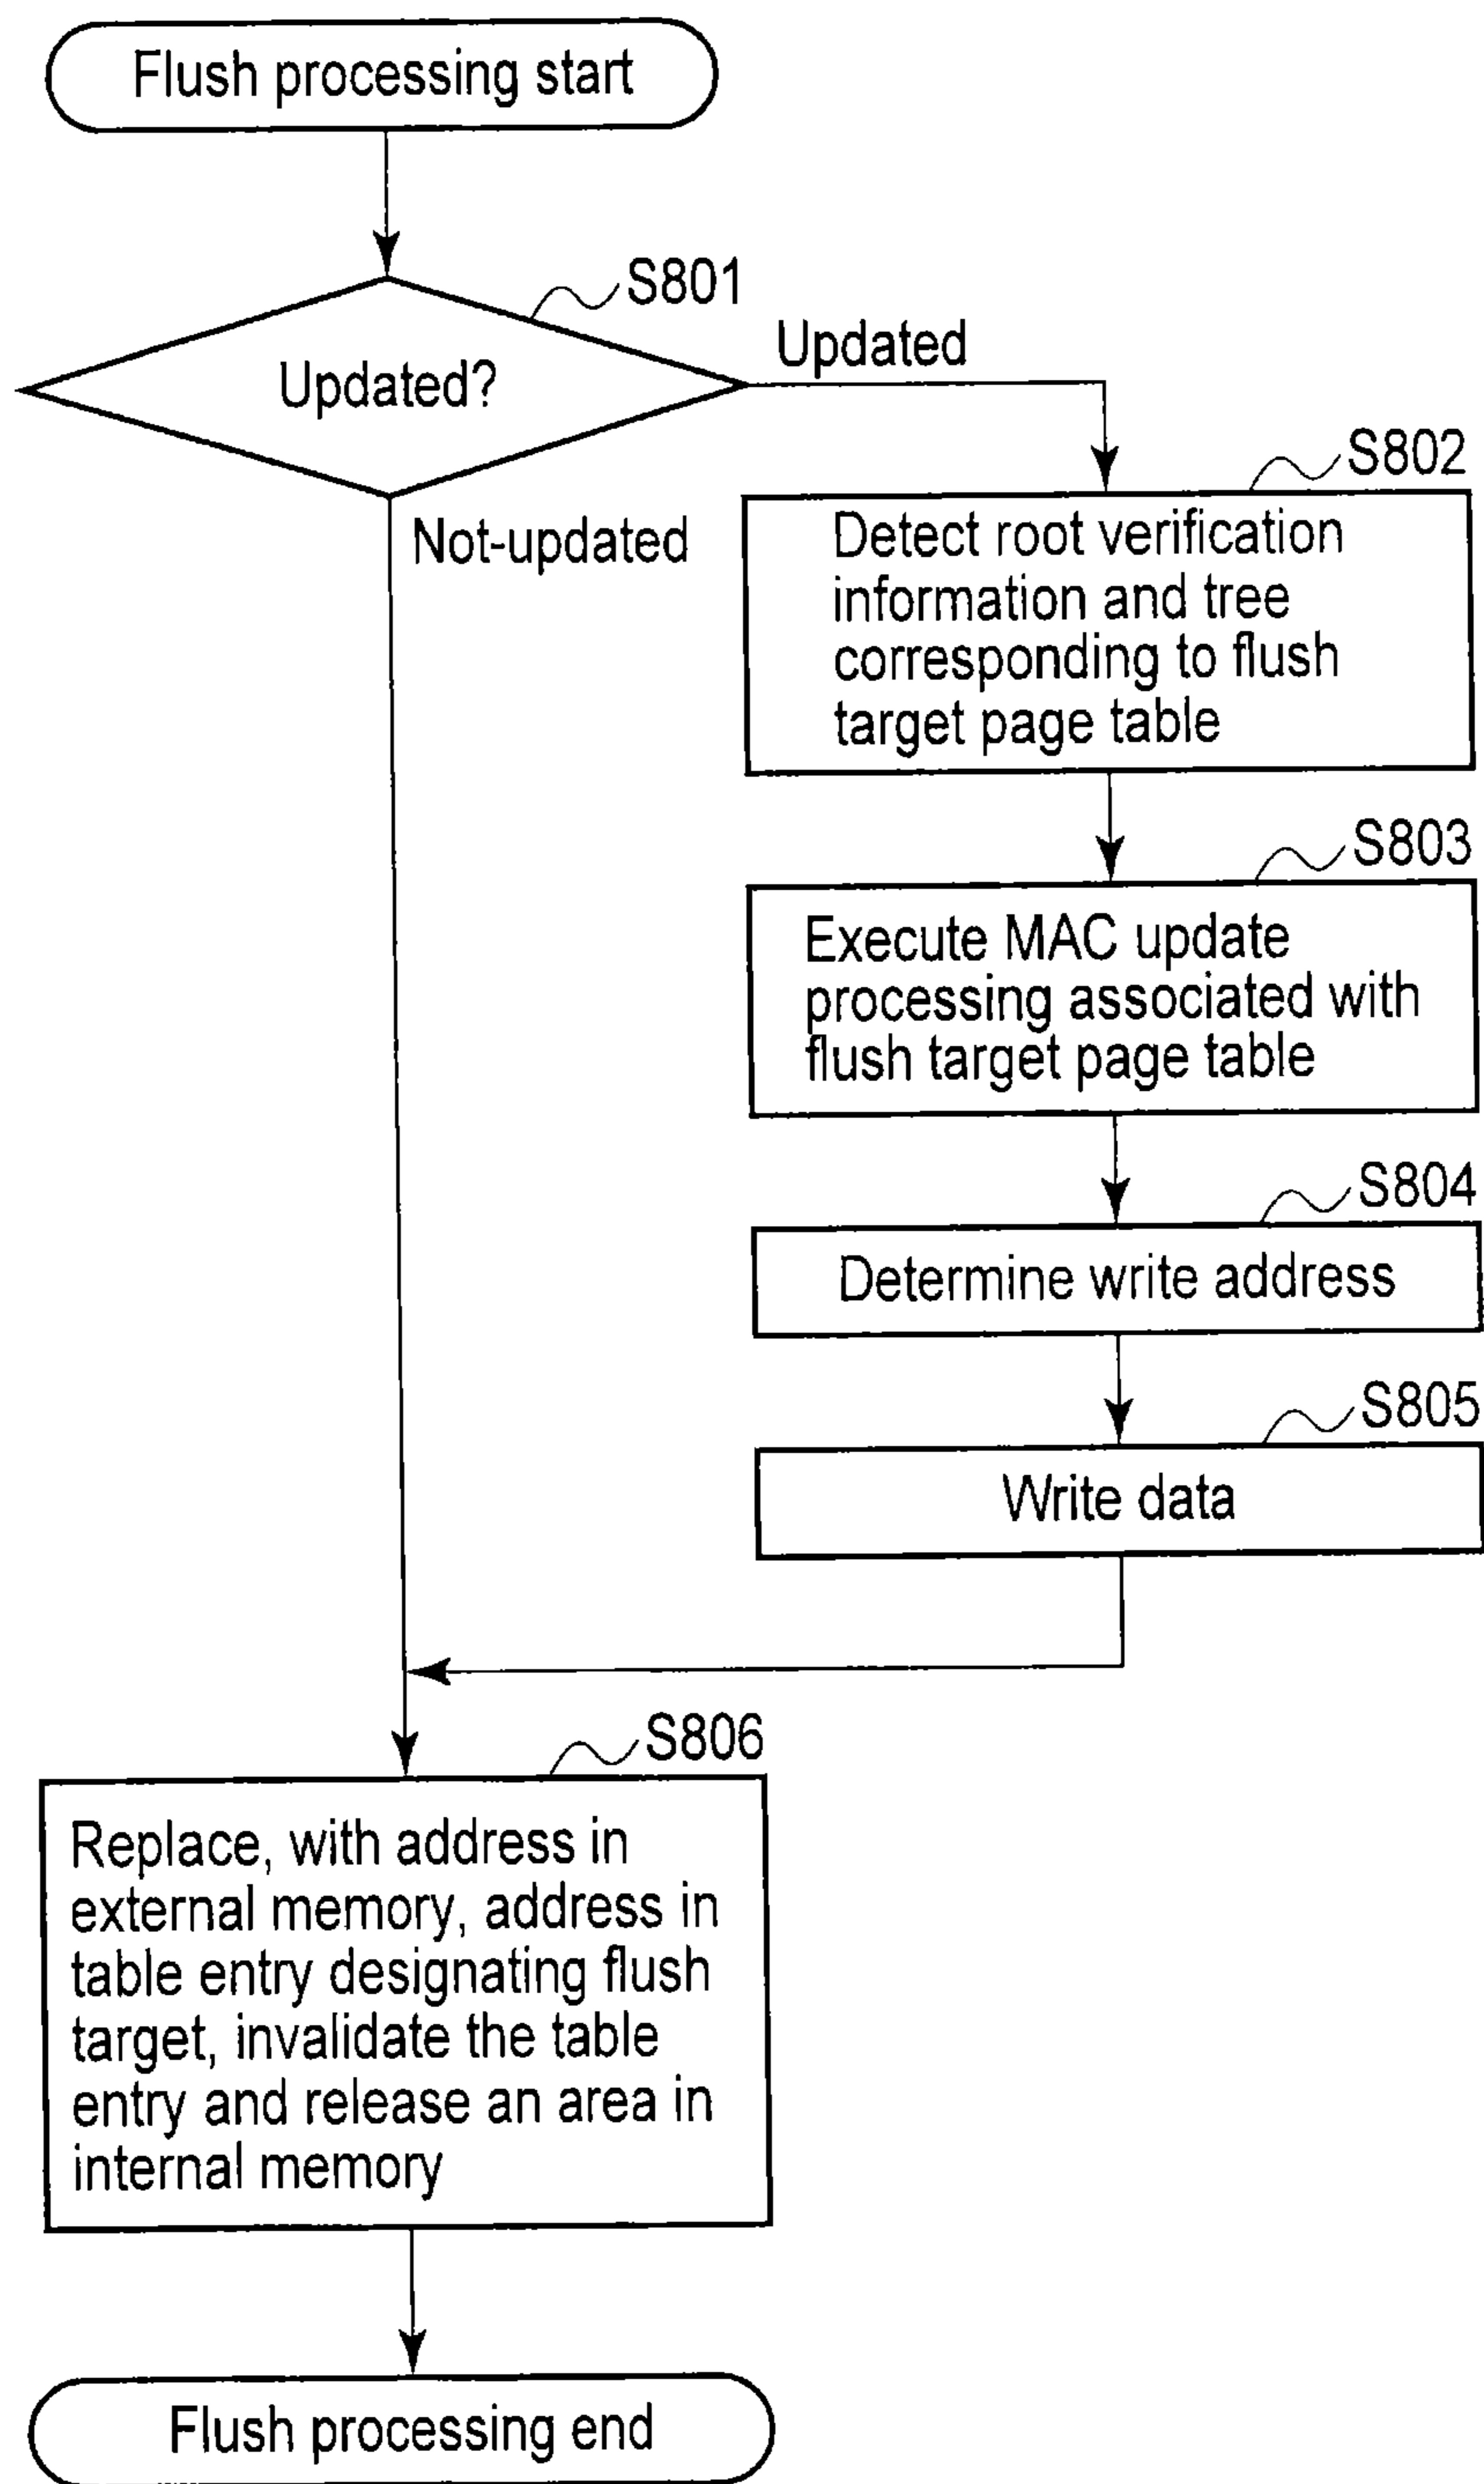 Flush processing start
S801
Updated?
Updated
Not-updated
S802
Detect root verification
information and tree
corresponding to flush
target page table
S803
Execute MAC update
processing associated with
flush target page table
S804
Determine write address
S805
Write data
S806
Replace, with address in
external memory, address in
table entry designating flush
target, invalidate the table
entry and release an area in
internal memory
Flush processing end